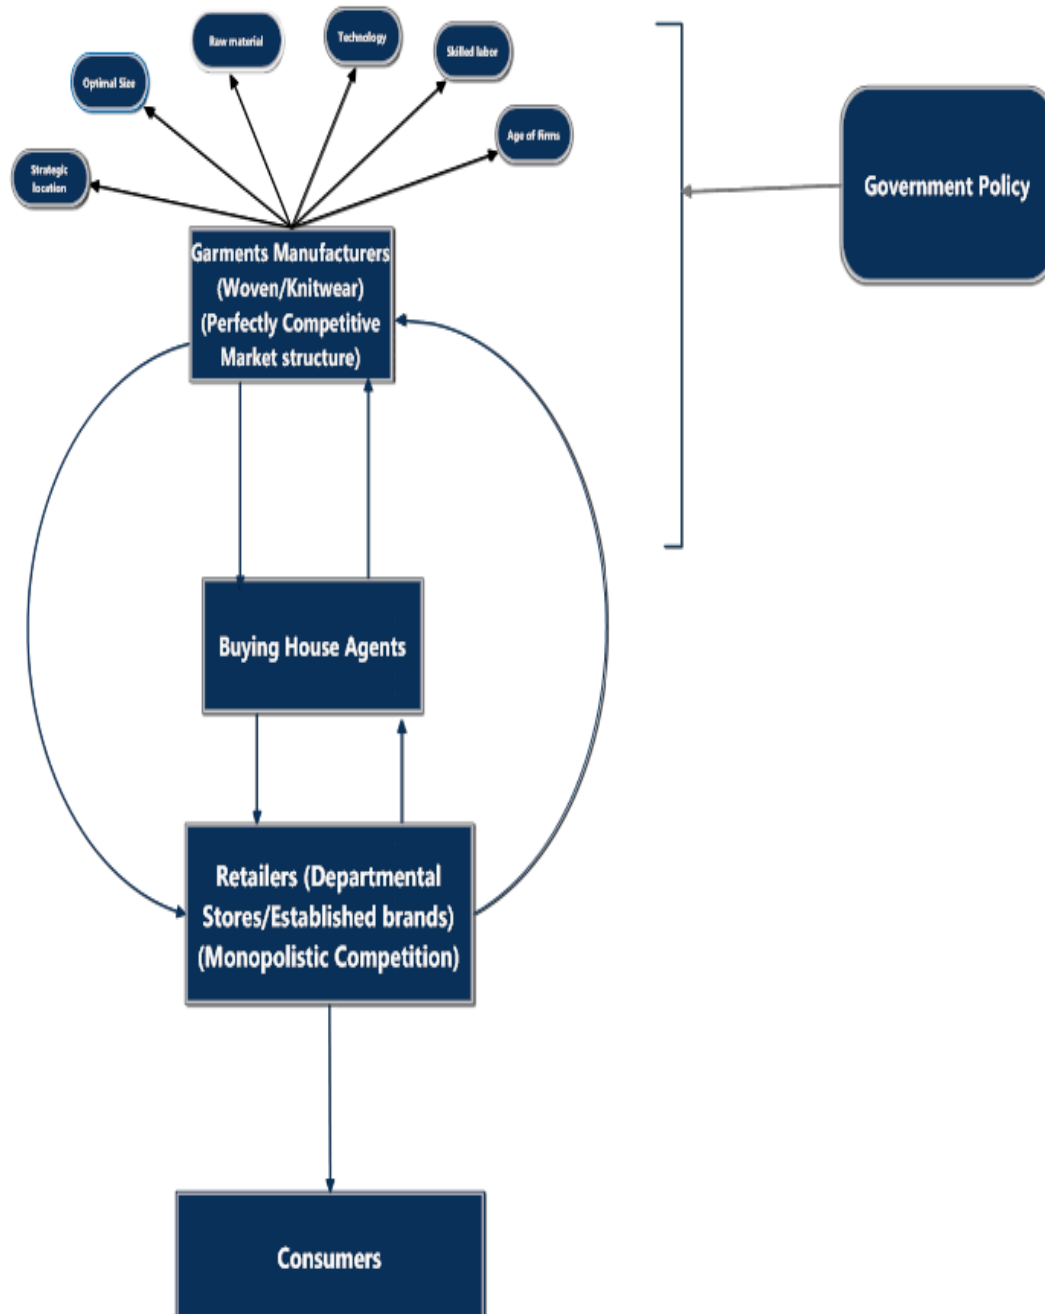 Raw material
Technology
Skilled labor
Optimal Size
Age of Firms
Strategic
location
Government Policy
Garments Manufacturers
(Woven/Knitwear)
(Perfectly Competitive
Market structure)
Buying House Agents
Retailers (Departmental
Stores/Established brands)
(Monopolistic Competition)
Consumers